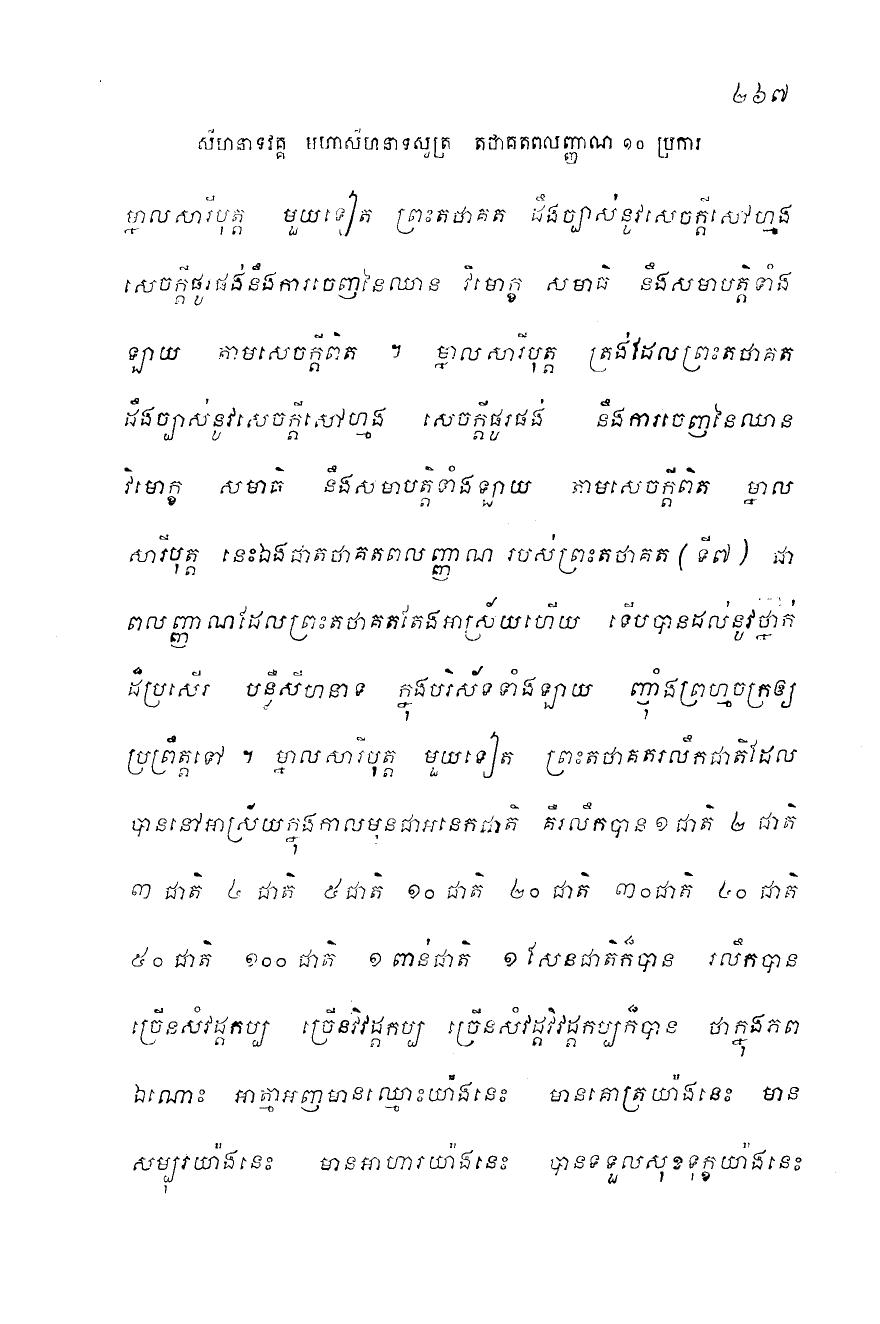 ២៦៧
សីហនាទវគ្គ មហាសីហនាទសូត្រ តថាគតពលញ្ញាណ ១០ ប្រការ
ម្នាលសារីបុត្ត មួយទៀត ព្រះតថាគត ដឹងច្បាស់នូវសេចក្តីសៅហ្មង
សេចក្តីផ្ចូរផង់នឹងការចេញនៃឈាន វិមោក្ខ សមាធិ នឹងសមាបត្តិទាំង
ឡាយ តាមសេចក្តីពិត ។ ម្នាលសារីបុត្ត ត្រង់ដែលព្រះតថាគត
ដឹងច្បាស់នូវសេចក្តីសៅហ្មង សេចក្តីផ្ចូរផង់ នឹងការចេញនៃឈាន
វិមោក្ខ សមាធិ នឹងសមាបត្តិទាំងឡាយ តាមសេចក្តីពិត ម្នាល
សារីបុត្ត នេះឯងជាតថាគតពលញ្ញាណ របស់ព្រះតថាគត ( ទី៧ ) ជា
ពលញ្ញាណដែលព្រះតថាគតតែងអាស្រ័យហើយ ទើបបានដល់នូវថ្នាក់
ដ៏ប្រសើរ បន្លឺសីហនាទ ក្នុងបរិស័ទទាំងឡាយ ញុំាងព្រហ្មចក្រឲ្យ
ប្រព្រឹត្តទៅ ។ ម្នាលសារីបុត្ត មួយទៀត ព្រះតថាគតរលឹកជាតិដែល
បាននៅអាស្រ័យក្នុងកាលមុនជាអនេកជាតិ គឺរលឹកបាន ១ ជាតិ ២ ជាតិ
៣ ជាតិ ៤ ជាតិ ៥ ជាតិ ១០ ជាតិ ២០ ជាតិ ៣០ ជាតិ ៤០ ជាតិ
៥០ ជាតិ ១០០ ជាតិ ១ ពាន់ជាតិ ១ សែនជាតិក៏បាន រលឹកបាន
ច្រើនសំវដ្តកប្ប ច្រើនវិវដ្តកប្ប ច្រើនសំវដ្តវិវដ្តកប្បក៏បាន ថាក្នុងភព
ឯណោះ អាត្មាអញមានឈ្មោះយ៉ាងនេះ មានគោត្រយ៉ាងនេះ មាន
សម្បុរយ៉ាងនេះ មានអាហារយ៉ាងនេះ បានទទួលសុខទុក្ខយ៉ាងនេះ